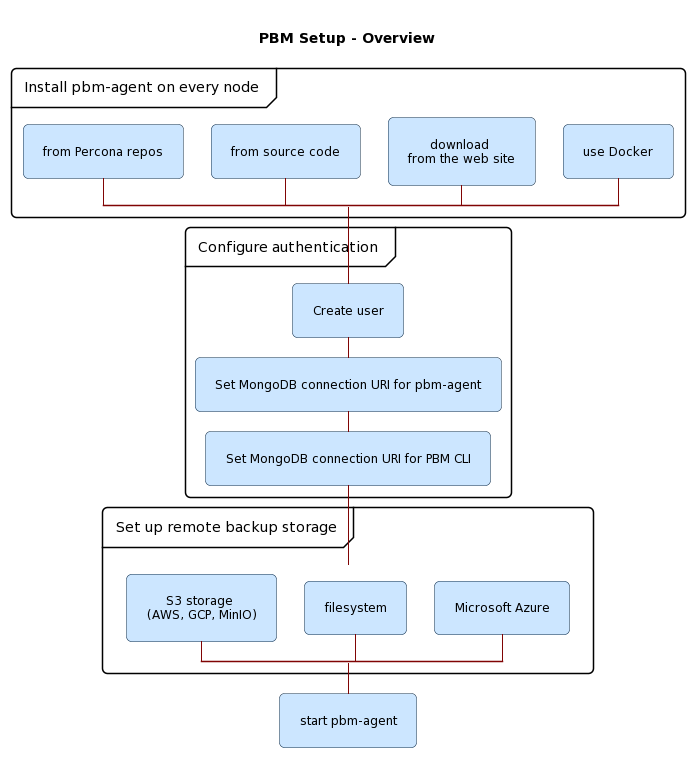 PBM Setup - Overview
Install pbm-agent on every node
from Percona repos
from source code
download
from the web site
use Docker
Configure authentication
Create user
Set MongoDB connection URI for pbm-agent
Set MongoDB connection URI for PBM CLI
Set up remote backup storage
S3 storage
(AWS, GCP, MinIO)
filesystem
Microsoft Azure
start pbm-agent